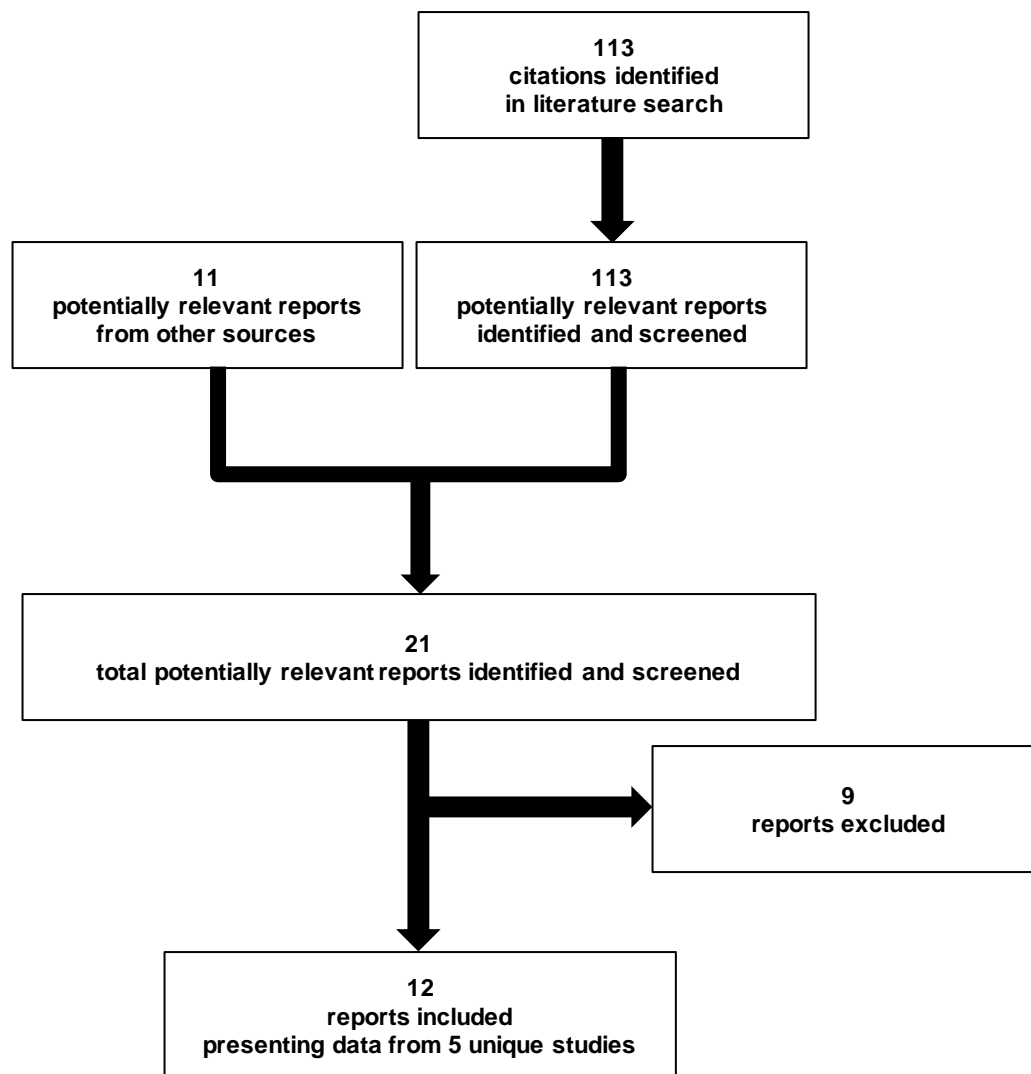 113
citations identified
in literature search
11
potentially relevant reports
from other sources
113
potentially relevant reports
identified and screened
21
total potentially relevant reports identified and screened
9
reports excluded
12
reports included
presenting data from 5 unique studies